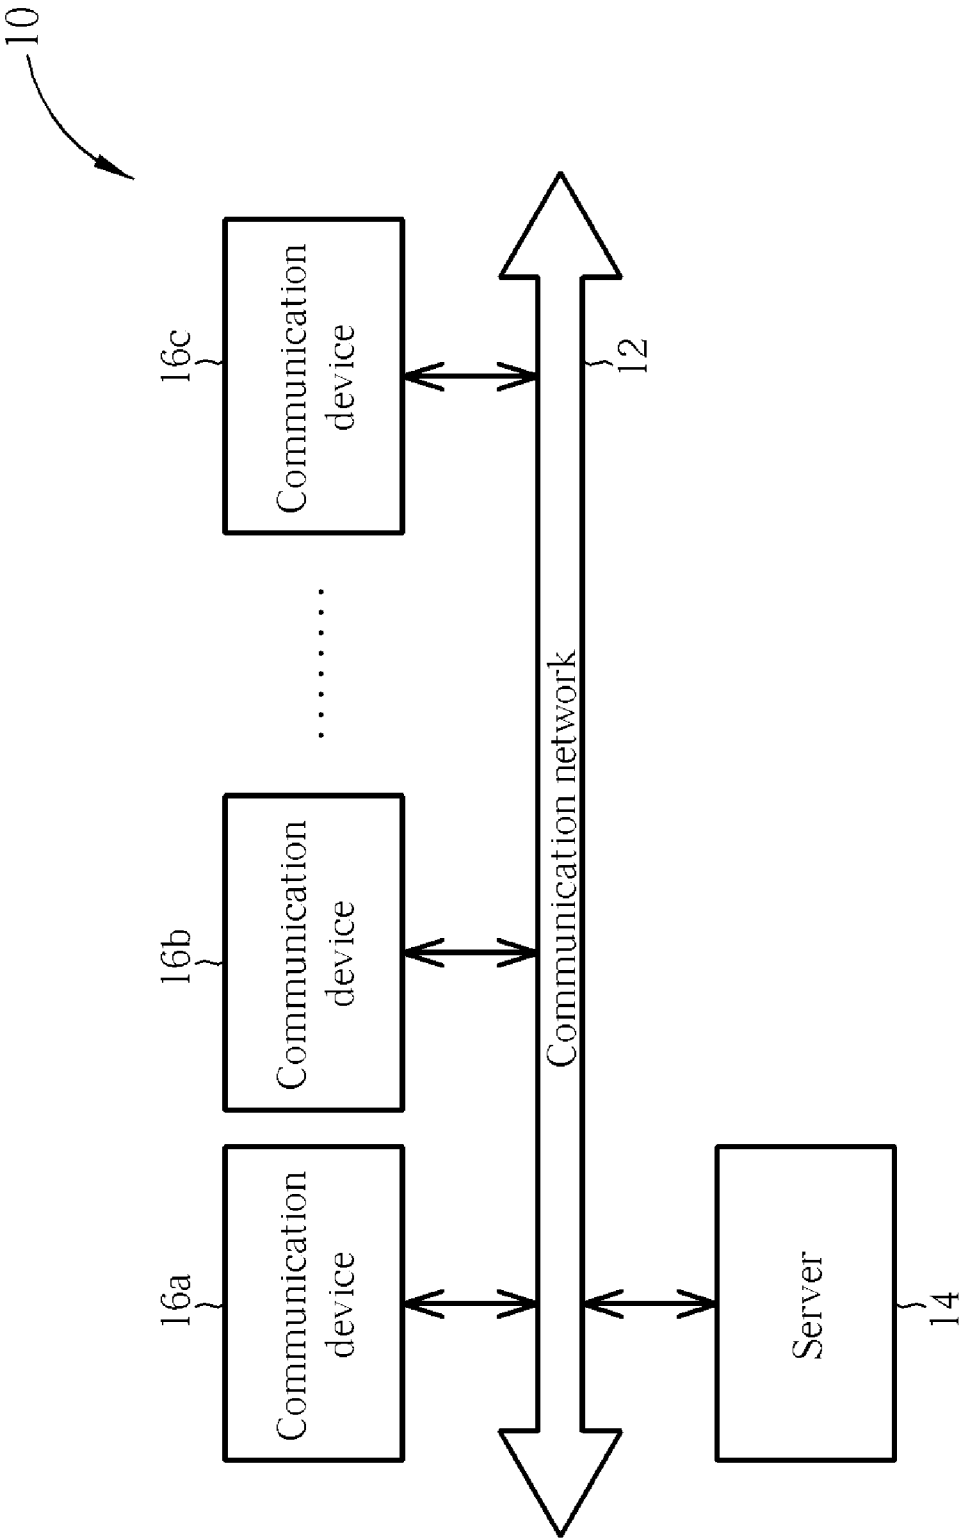 10
16a
16b
16c
Communication
device
Communication
device
Communication
device
Communication network
12
Server
14